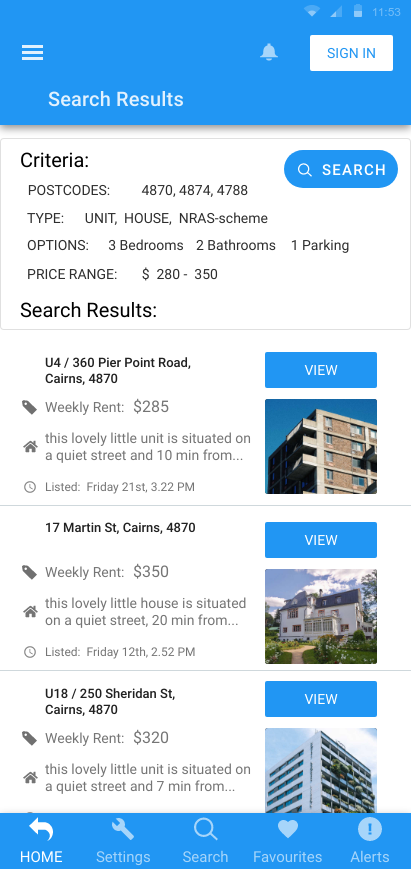 11:53
SIGN IN
Search Results
Criteria:
SEARCH
POSTCODES: 4870, 4874, 4788
TYPE: UNIT, HOUSE, NRAS-scheme
OPTIONS: 3 Bedrooms 2 Bathrooms 1 Parking
PRICE RANGE: $ 280 - 350
Search Results:
U4 / 360 Pier Point Road,
Cairns, 4870
VIEW
Weekly Rent: $285
this lovely little unit is situated on
a quiet street and 10 min from...
Listed: Friday 21st, 3.22 PM
17 Martin St, Cairns, 4870
VIEW
Weekly Rent: $350
this lovely little house is situated
on a quiet street, 20 min from...
Listed: Friday 12th, 2.52 PM
U18 / 250 Sheridan St,
Cairns, 4870
VIEW
Weekly Rent: $320
this lovely little unit is situated on
a quiet street and 7 min from...
HOME Settings Search Favourites Alerts